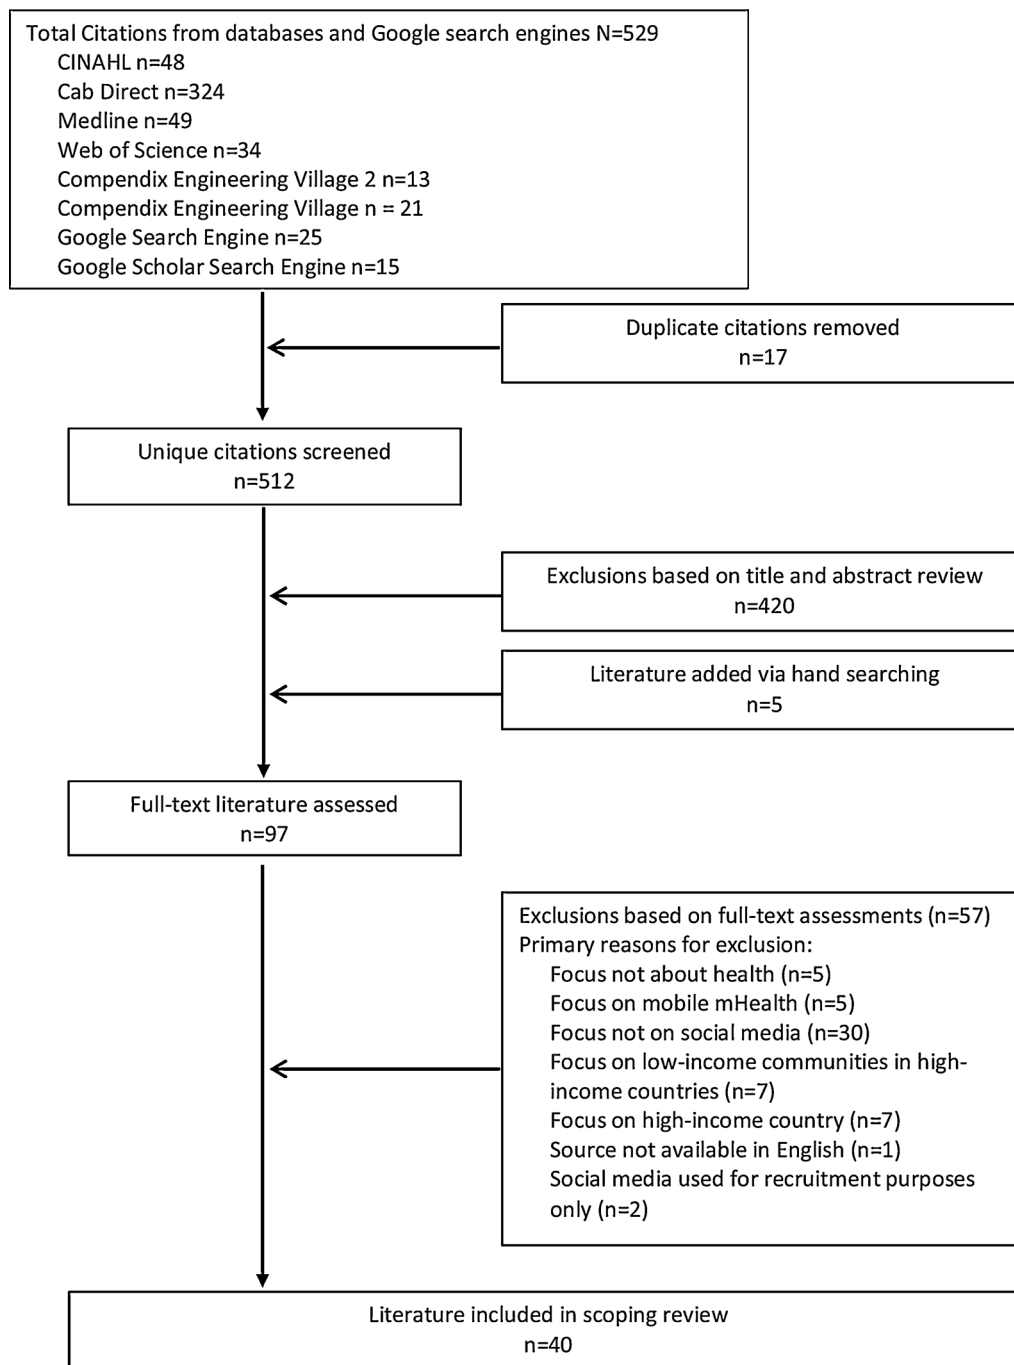 Total Citations from databases and Google search engines N=529
CINAHL n=48
Cab Direct n=324
Medline n=49
Web of Science n=34
Compendix Engineering Village 2 n=13
Compendix Engineering Village n = 21
Google Search Engine n=25
Google Scholar Search Engine n=15
Duplicate citations removed
n=17
Unique citations screened
n=512
Exclusions based on title and abstract review
n=420
Literature added via hand searching
n=5
Full-text literature assessed
n=97
Exclusions based on full-text assessments (n=57)
Primary reasons for exclusion:
Focus not about health (n=5)
Focus on mobile mHealth (n=5)
Focus not on social media (n=30)
Focus on low-income communities in high-
income countries (n=7)
Focus on high-income country (n=7)
Source not available in English (n=1)
Social media used for recruitment purposes
only (n=2)
Literature included in scoping review
n=40